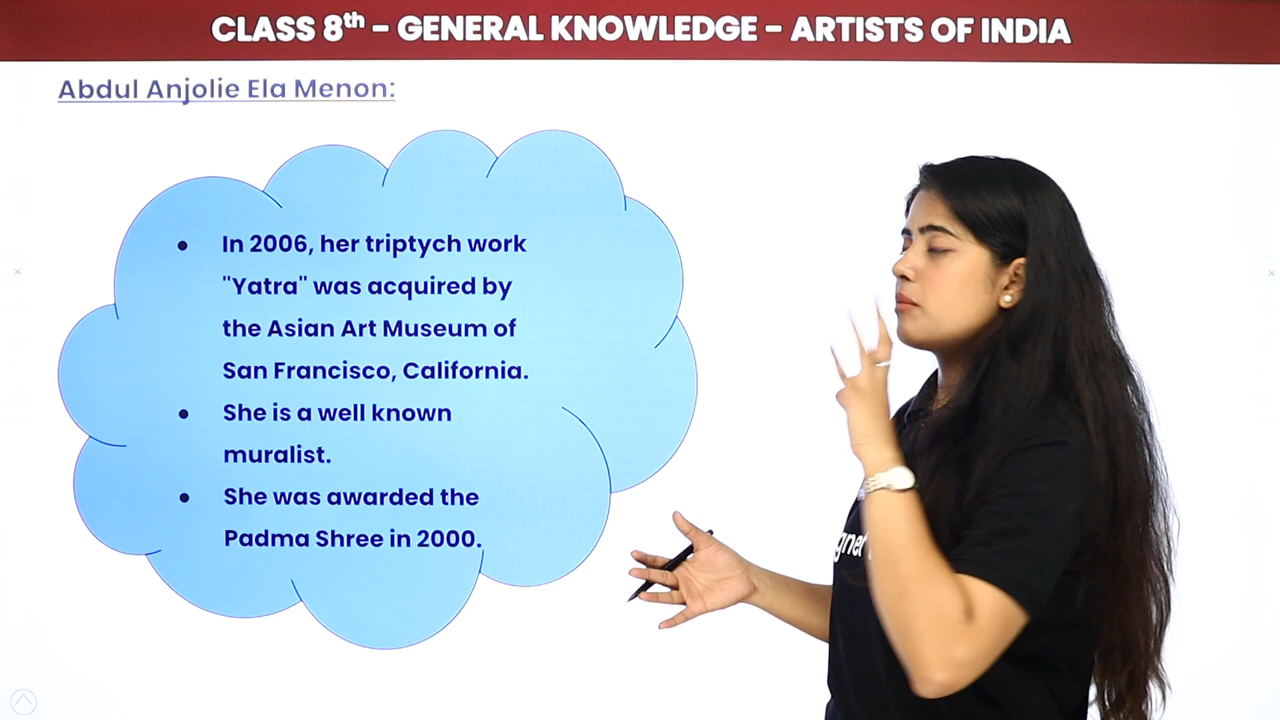 CLASS 8th - GENERAL KNOWLEDGE - ARTISTS OF INDIA
Abdul Anjolie Ela Menon:
• In 2006, her triptych work
"Yatra" was acquired by
the Asian Art Museum of
San Francisco, California.
• She is a well known
muralist.
• She was awarded the
Padma Shree in 2000.